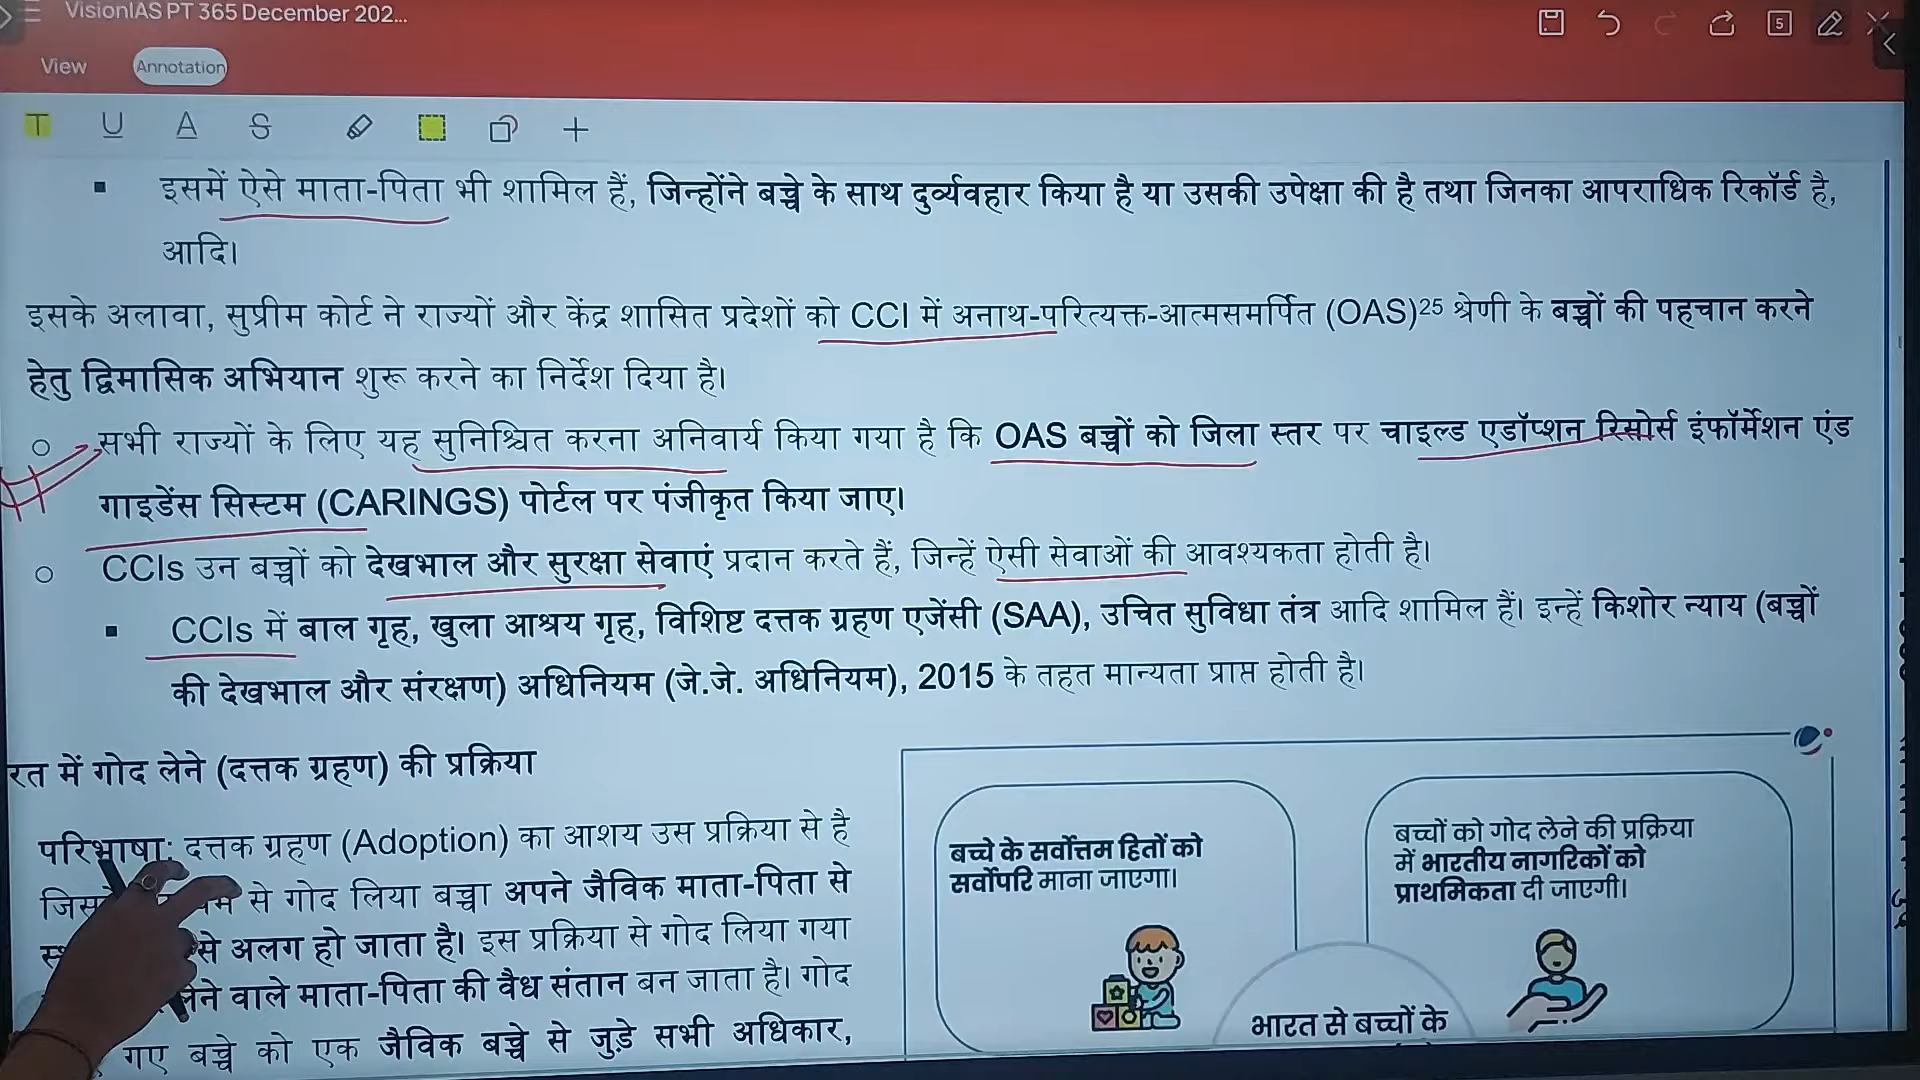 VisionIAS PT 365 December 202...
View
Annotation
5
T U A S
▪ इसमें ऐसे माता-पिता भी शामिल हैं, जिन्होंने बच्चे के साथ दुर्व्यवहार किया है या उसकी उपेक्षा की है तथा जिनका आपराधिक रिकॉर्ड है,
आदि।
इसके अलावा, सुप्रीम कोर्ट ने राज्यों और केंद्र शासित प्रदेशों को CCI में अनाथ-परित्यक्त-आत्मसमर्पित (OAS)25 श्रेणी के बच्चों की पहचान करने
हेतु द्विमासिक अभियान शुरू करने का निर्देश दिया है।
○ सभी राज्यों के लिए यह सुनिश्चित करना अनिवार्य किया गया है कि OAS बच्चों को जिला स्तर पर चाइल्ड एडॉप्शन रिसोर्स इंफॉर्मेशन एंड
गाइडेंस सिस्टम (CARINGS) पोर्टल पर पंजीकृत किया जाए।
○ CCIs उन बच्चों को देखभाल और सुरक्षा सेवाएं प्रदान करते हैं, जिन्हें ऐसी सेवाओं की आवश्यकता होती है।
▪ CCIs में बाल गृह, खुला आश्रय गृह, विशिष्ट दत्तक ग्रहण एजेंसी (SAA), उचित सुविधा तंत्र आदि शामिल हैं। इन्हें किशोर न्याय (बच्चों
की देखभाल और संरक्षण) अधिनियम (जे.जे. अधिनियम), 2015 के तहत मान्यता प्राप्त होती है।
रत में गोद लेने (दत्तक ग्रहण) की प्रक्रिया
परिभाषा: दत्तक ग्रहण (Adoption) का आशय उस प्रक्रिया से है
से गोद लिया बच्चा अपने जैविक माता-पिता से
से अलग हो जाता है। इस प्रक्रिया से गोद लिया गया
लेने वाले माता-पिता की वैध संतान बन जाता है। गोद
गए बच्चे को एक जैविक बच्चे से जुड़े सभी अधिकार,
बच्चे के सर्वोत्तम हितों को
सर्वोपरि माना जाएगा।
बच्चों को गोद लेने की प्रक्रिया
में भारतीय नागरिकों को
प्राथमिकता दी जाएगी।
भारत से बच्चों के